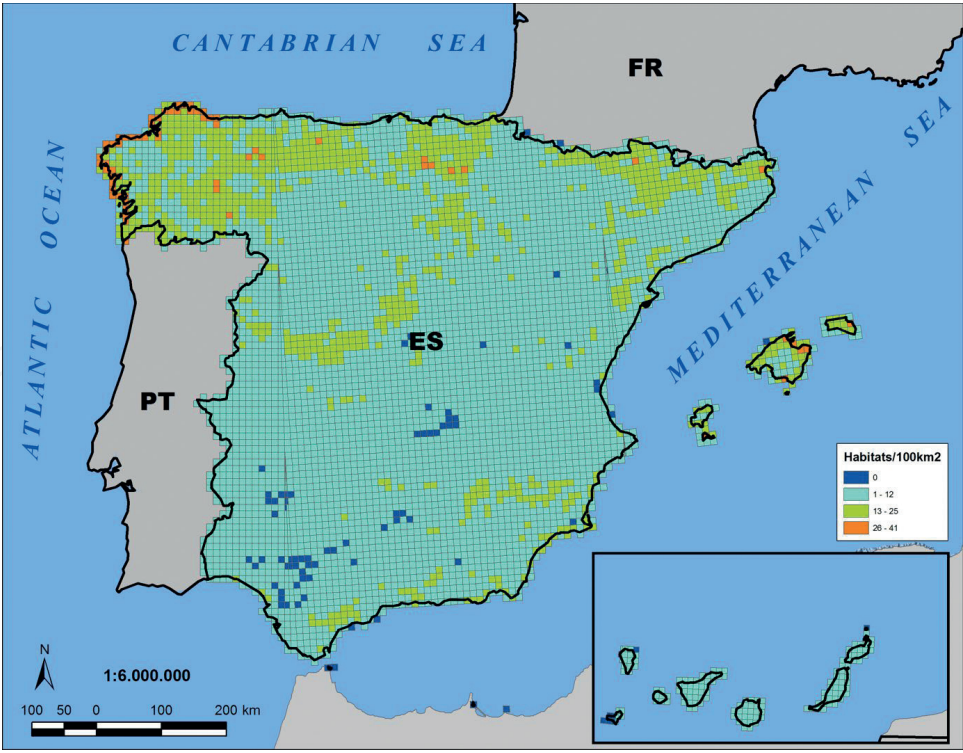 CANTABRIAN SEA
FR
ATLANTIC OCEAN
MEDITERRANEAN SEA
ES
PT
Habitats/100km2
0
1 - 12
13 - 25
26 - 41
N
1:6.000.000
100 50 0 100 200 km